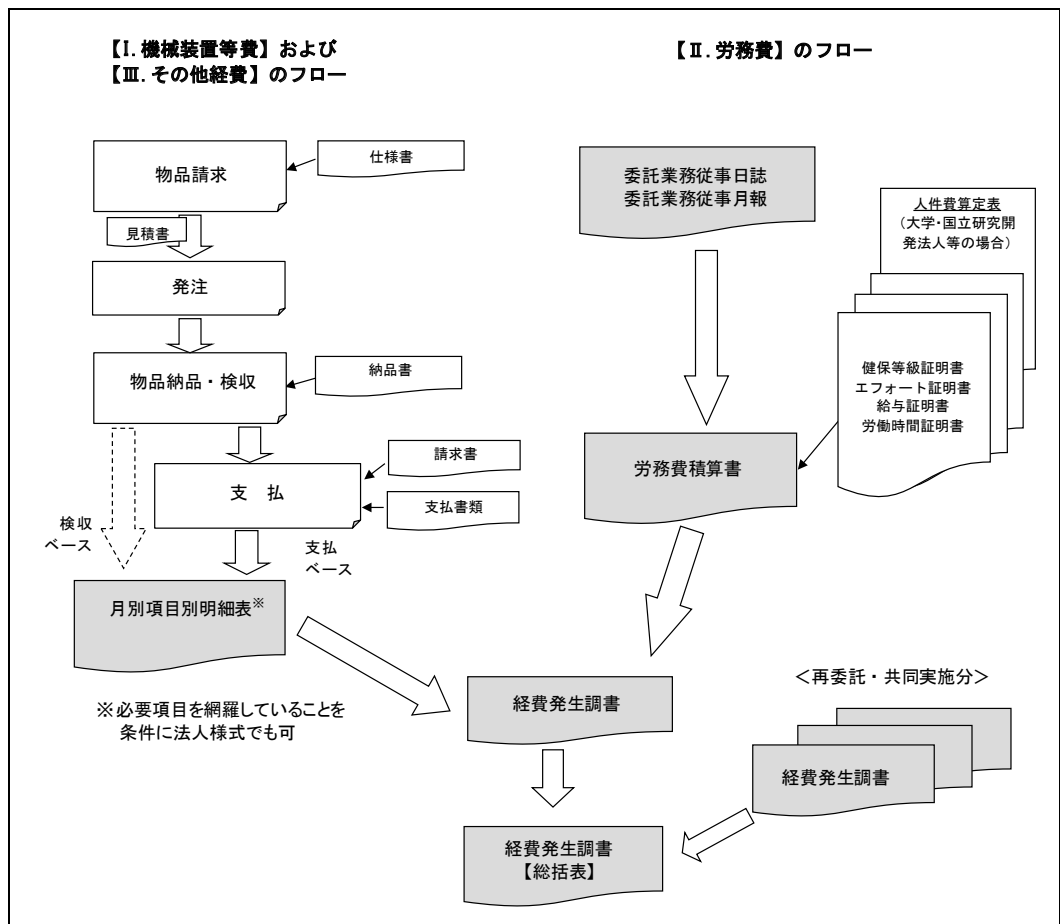 【Ⅰ.機械装置等費】および
【Ⅲ.その他経費】のフロー
物品請求
仕様書
見積書
発注
物品納品・検収
納品書
請求書
支　払
支払書類
検収
ベース
支払
ベース
月別項目別明細表※
※必要項目を網羅していることを
条件に法人様式でも可
【Ⅱ.労務費】のフロー
委託業務従事日誌
委託業務従事月報
人件費算定表
（大学・国立研究開
発法人等の場合）
健保等級証明書
エフォート証明書
給与証明書
労働時間証明書
労務費積算書
経費発生調書
＜再委託・共同実施分＞
経費発生調書
経費発生調書
【総括表】